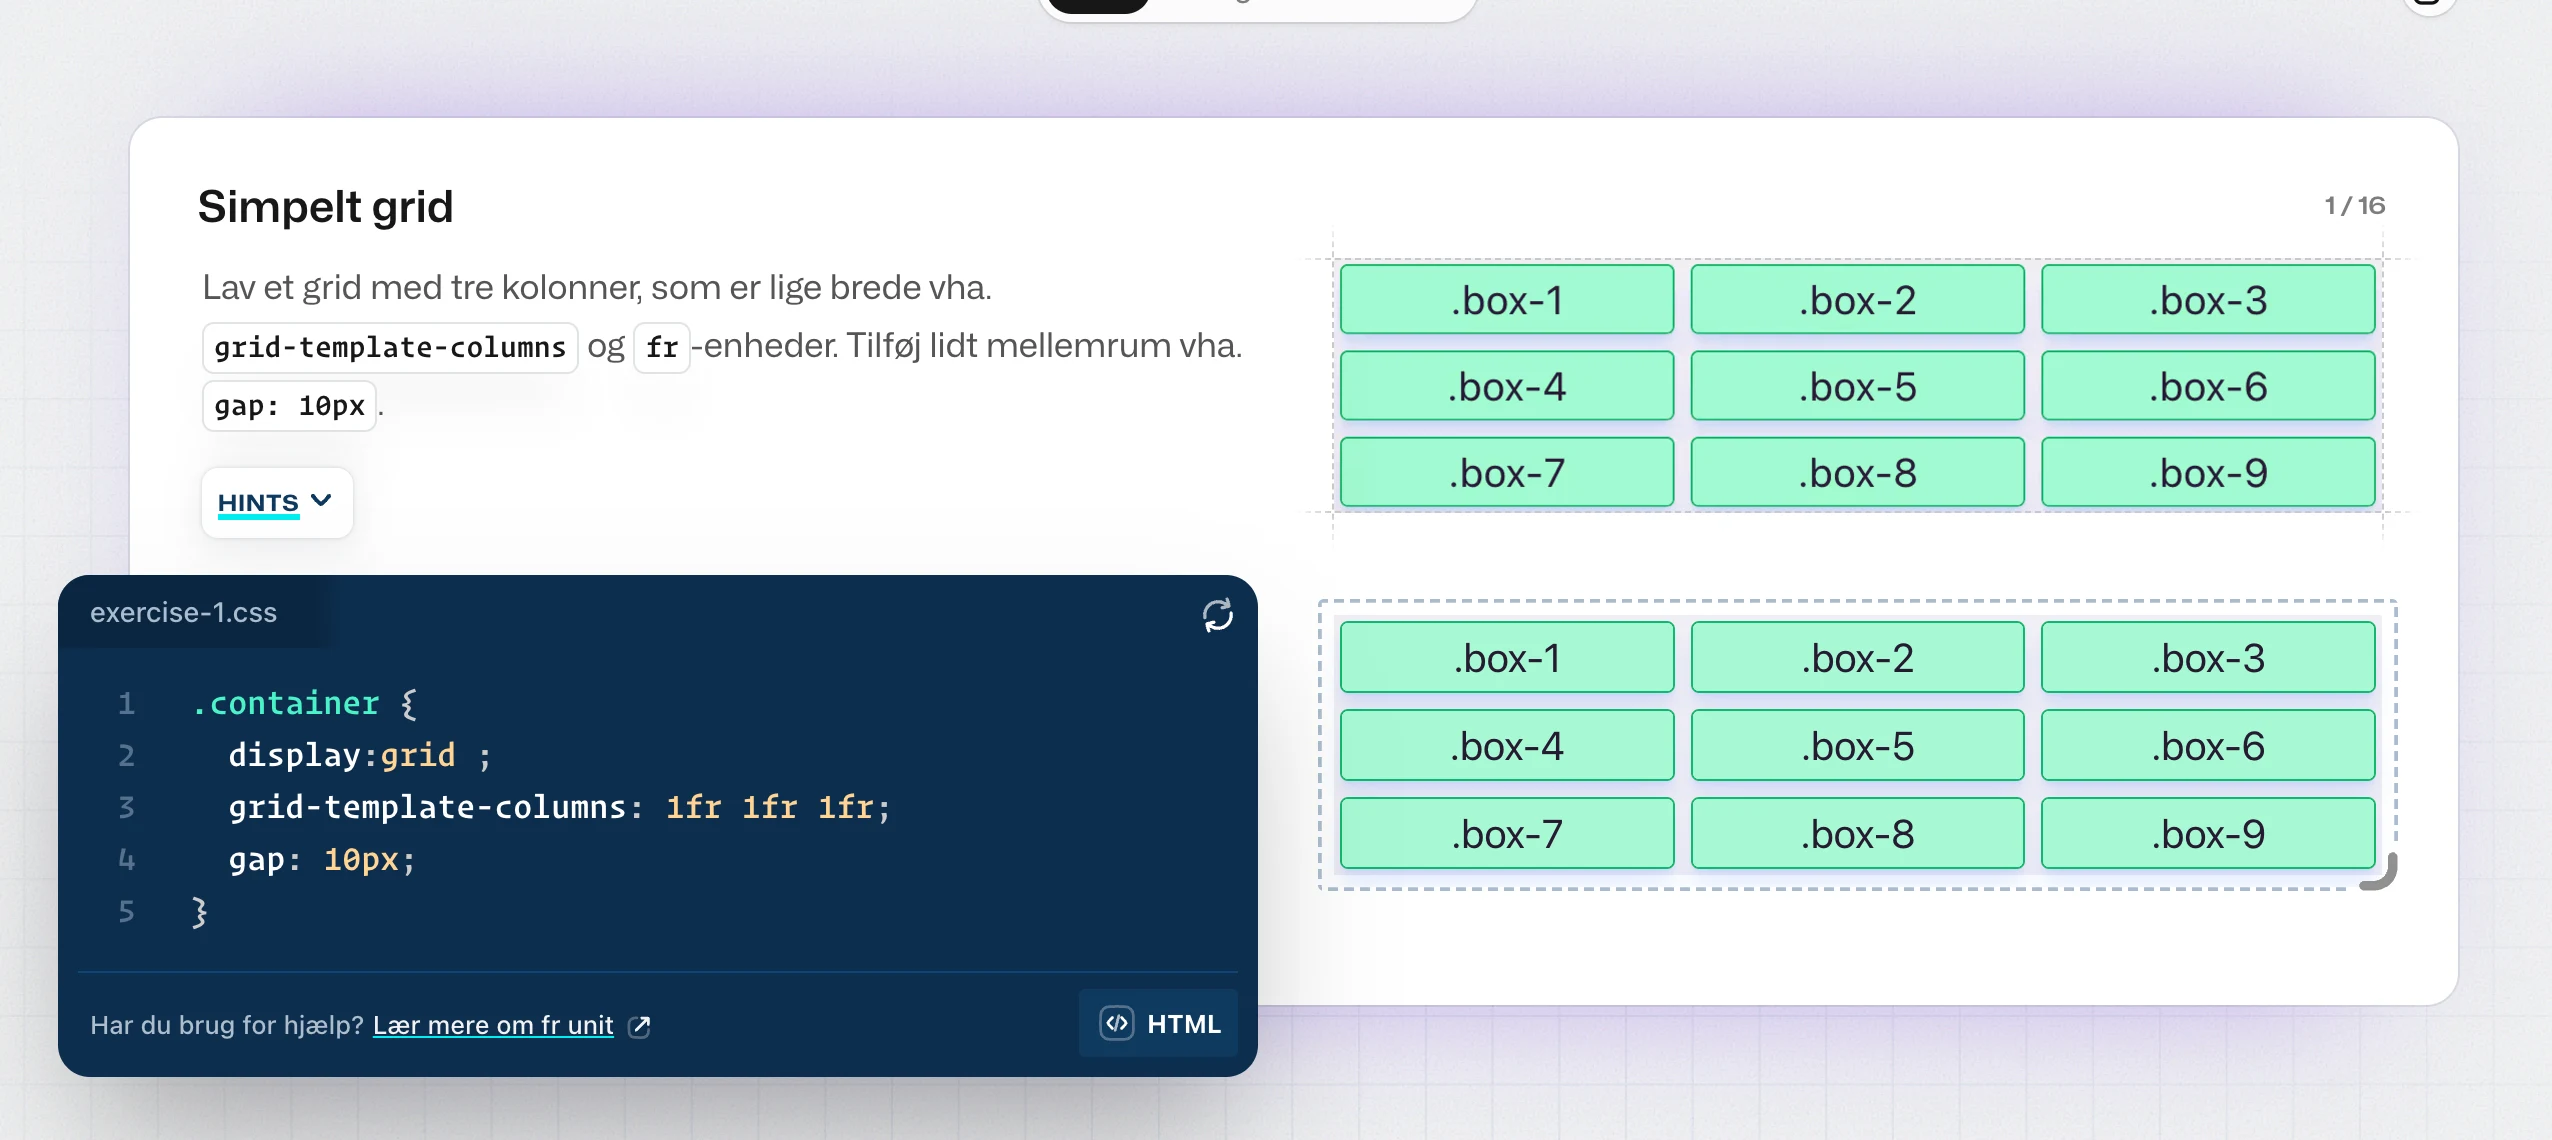 Simpelt grid
1 / 16
Lav et grid med tre kolonner, som er lige brede vha.
grid-template-columns og fr-enheder. Tilføj lidt mellemrum vha.
gap: 10px.
HINTS
.box-1 .box-2 .box-3
.box-4 .box-5 .box-6
.box-7 .box-8 .box-9
exercise-1.css
1 .container {
2   display:grid ;
3   grid-template-columns: 1fr 1fr 1fr;
4   gap: 10px;
5 }
Har du brug for hjælp? Lær mere om fr unit
</> HTML
.box-1 .box-2 .box-3
.box-4 .box-5 .box-6
.box-7 .box-8 .box-9